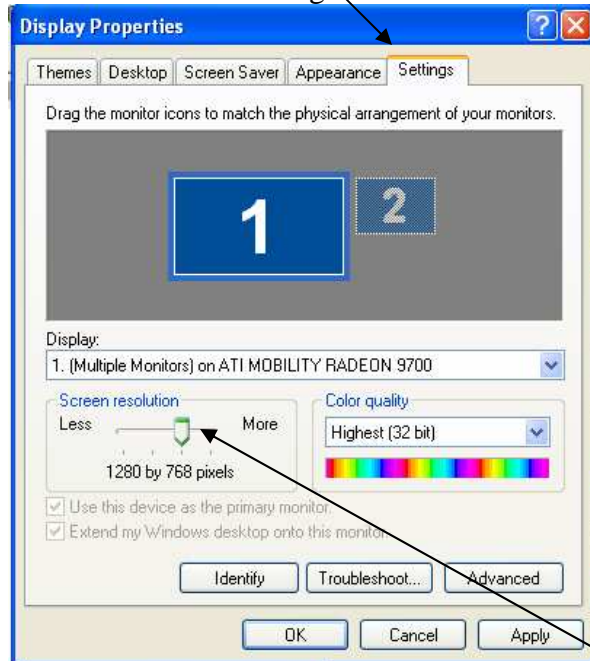 Display Properties
Themes Desktop Screen Saver Appearance Settings
Drag the monitor icons to match the physical arrangement of your monitors.
1 2
Display:
1. (Multiple Monitors) on ATI MOBILITY RADEON 9700
Screen resolution
Less More
1280 by 768 pixels
Color quality
Highest (32 bit)
Use this device as the primary monitor.
Extend my Windows desktop onto this monitor.
Identify Troubleshoot... Advanced
OK Cancel Apply